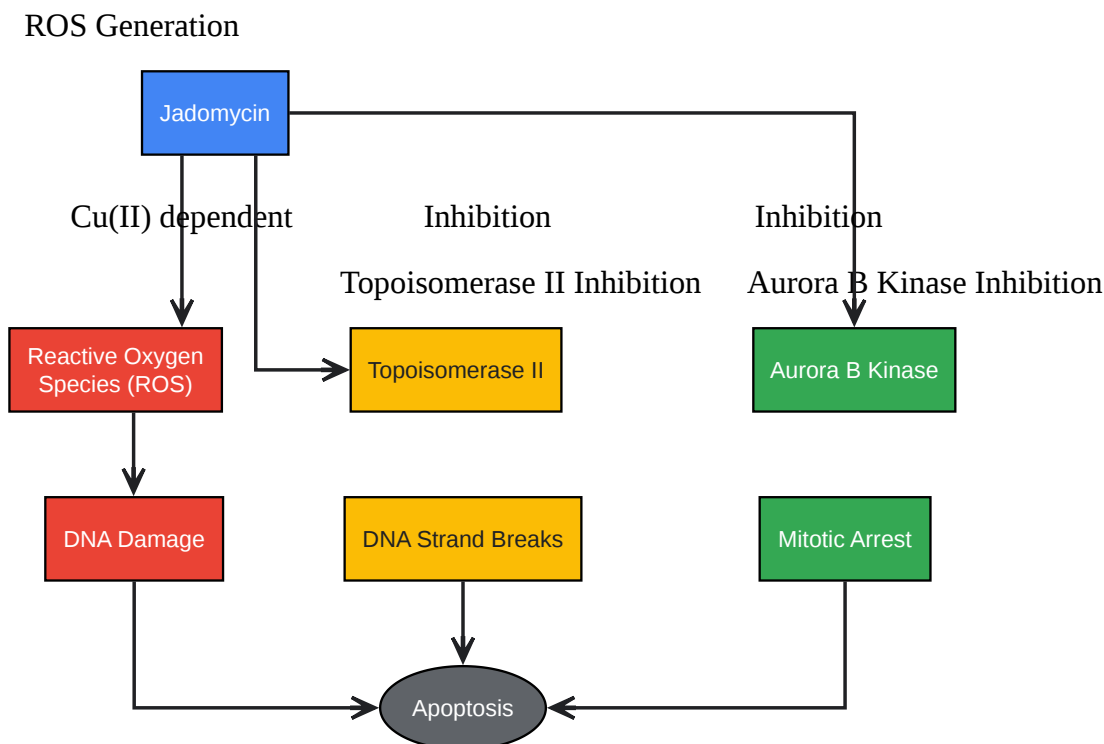 ROS Generation
Jadomycin
Cu(II) dependent
Inhibition
Inhibition
Topoisomerase II Inhibition
Aurora B Kinase Inhibition
Reactive Oxygen
Species (ROS)
Topoisomerase II
Aurora B Kinase
DNA Damage
DNA Strand Breaks
Mitotic Arrest
Apoptosis